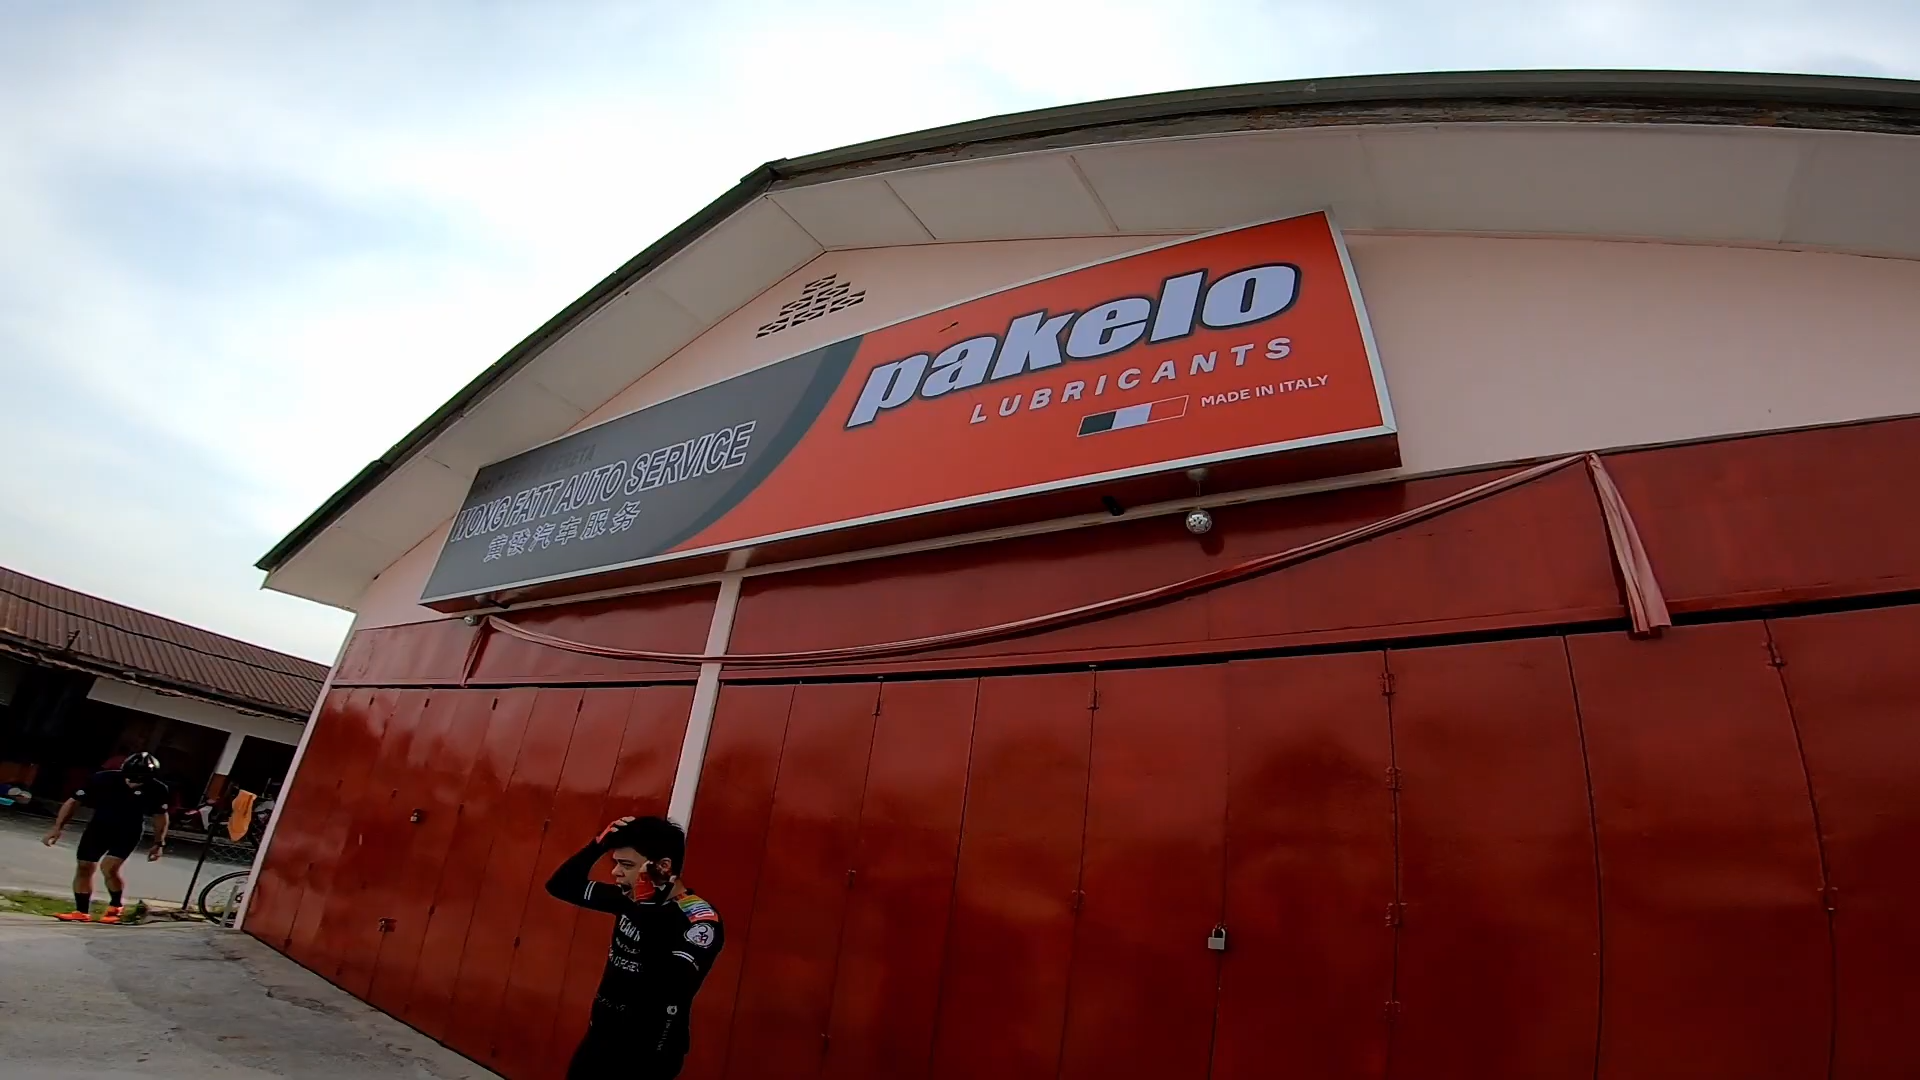 WONG FATT AUTO SERVICE
黄發汽车服务
pakelo
LUBRICANTS
MADE IN ITALY